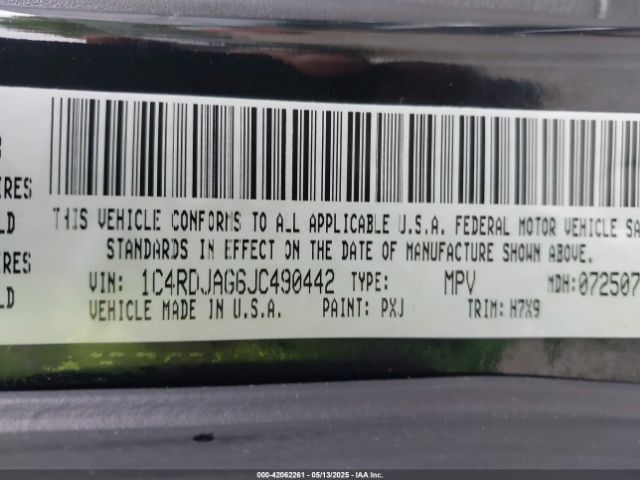 IRES
LD
LD
THIS VEHICLE CONFORMS TO ALL APPLICABLE U.S.A. FEDERAL MOTOR VEHICLE SA
STANDARDS IN EFFECT ON THE DATE OF MANUFACTURE SHOWN ABOVE.
VIN: 1C4RDJAG6JC490442 TYPE: MPV MDH:072507
VEHICLE MADE IN U.S.A. PAINT: PXJ TRIM: H7X9
000-42062261 - 05/13/2025 - IAA Inc.